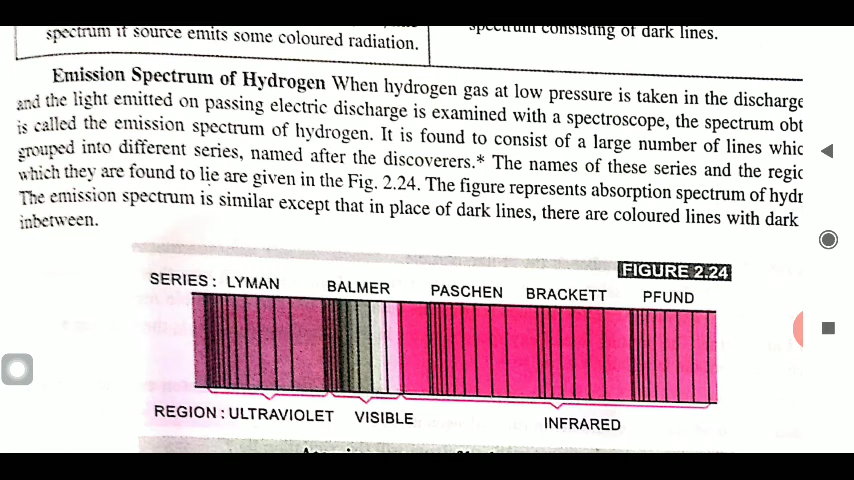 spectrum if source emits some coloured radiation.
spectrum consisting of dark lines.
Emission Spectrum of Hydrogen When hydrogen gas at low pressure is taken in the discharge
and the light emitted on passing electric discharge is examined with a spectroscope, the spectrum obt
is called the emission spectrum of hydrogen. It is found to consist of a large number of lines whic
grouped into different series, named after the discoverers.* The names of these series and the regic
which they are found to lie are given in the Fig. 2.24. The figure represents absorption spectrum of hydr
The emission spectrum is similar except that in place of dark lines, there are coloured lines with dark
inbetween.
FIGURE 2.24
SERIES : LYMAN BALMER PASCHEN BRACKETT PFUND
REGION : ULTRAVIOLET VISIBLE INFRARED